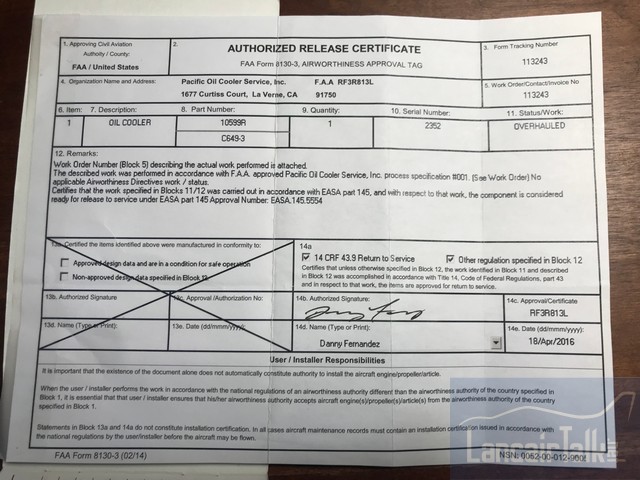 1. Approving Civil Aviation
Authoity / County:
FAA / United States
2.
AUTHORIZED RELEASE CERTIFICATE
FAA Form 8130-3, AIRWORTHINESS APPROVAL TAG
3. Form Tracking Number
113243
4. Organization Name and Address:
Pacific Oil Cooler Service, Inc. F.A.A RF3R813L
1677 Curtiss Court, La Verne, CA 91750
5. Work Order/Contact/Invoice No
113243
6. Item: 7. Description: 8. Part Number: 9. Quantity: 10. Serial Number: 11. Status/Work:
1 OIL COOLER 10599R 1 2352 OVERHAULED
C649-3
12. Remarks:
Work Order Number (Block 5) describing the actual work performed is attached.
The described work was performed in accordance with F.A.A. approved Pacific Oil Cooler Service, Inc. process specification #001. (See Work Order) No
applicable Airworthiness Directives work / status.
Certifies that the work specified in Blocks 11/12 was carried out in accordance with EASA part 145, and with respect to that work, the component is considered
ready for release to service under EASA part 145 Approval Number: EASA.145.5554
13a. Certified the items identified above were manufactured in conformity to:
Approved design data and are in a condition for safe operation
Non-approved design data specified in Block 13
14a
14 CRF 43.9 Return to Service
Other regulation specified in Block 12
Certifies that unless otherwise specified in Block 12, the work identified in Block 11 and described
in Block 12 was accomplished in accordance with Title 14, Code of Federal Regulations, part 43
and in respect to that work, the items are approved for return to service.
13b. Authorized Signature
13c. Approval /Authorization No:
14b. Authorized Signature
14c. Approval/Certificate
RF3R813L
13d. Name (Type or Print):
13e. Date (dd/mmm/yyyy):
14d. Name (Type or Print):
Danny Fernandez
14e. Date (dd/mmm/yyyy):
18/Apr/2016
User / Installer Responsibilities
It is important that the existence of the document alone does not automatically constitute authority to install the aircraft engine/propeller/article.
When the user / installer performs the work in accordance with the national regulations of an airworthiness authority different than the airworthiness authority of the country specified in
Block 1, it is essential that that user / installer ensures that his/her airworthiness authority accepts aircraft engine(s)/propeller(s)/article(s) from the airworthiness authority of the country
specified in Block 1.
Statements in Block 13a and 14a do not constitute installation certification. In all cases aircraft maintenance records must contain an installation certification issued in accordance with
the national regulations by the user/installer before the aircraft may be flown.
FAA Form 8130-3 (02/14)
NSN: 0052-00-012-9005
LancairTalk